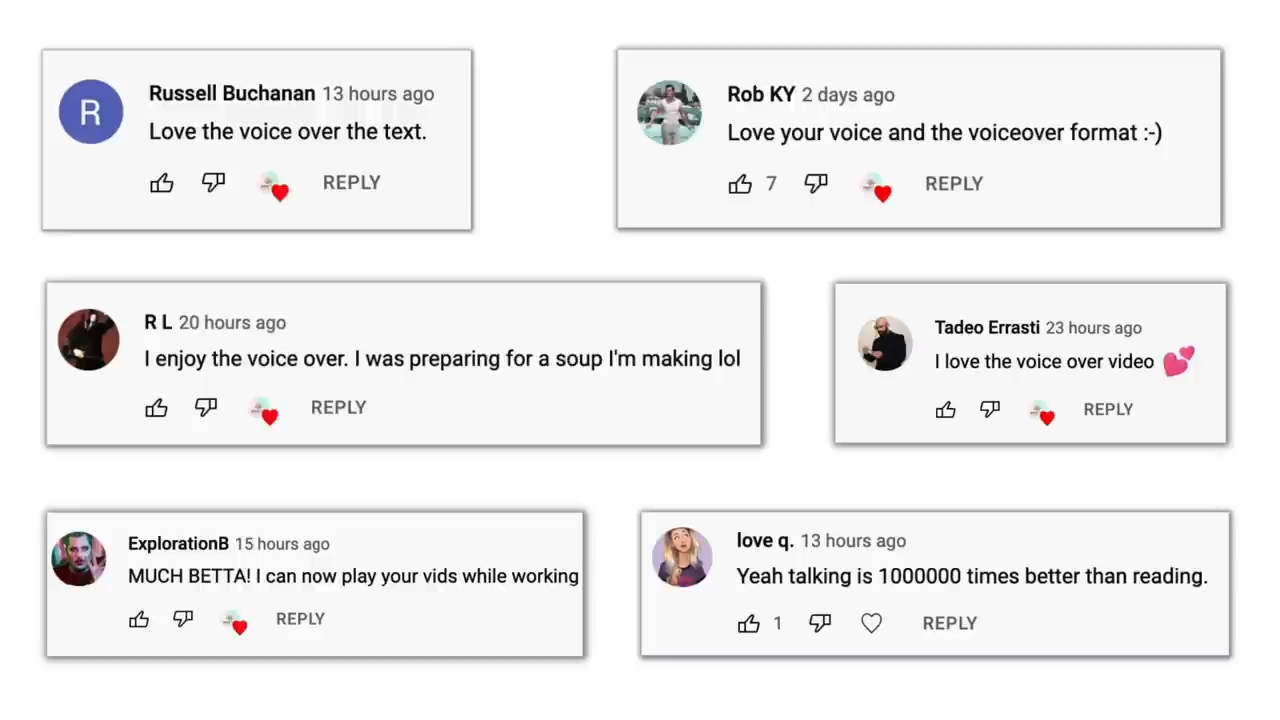 R
Russell Buchanan 13 hours ago
Love the voice over the text.
REPLY
Rob KY 2 days ago
Love your voice and the voiceover format :-)
7
REPLY
R L 20 hours ago
I enjoy the voice over. I was preparing for a soup I'm making lol
REPLY
Tadeo Errasti 23 hours ago
I love the voice over video 💕
REPLY
ExplorationB 15 hours ago
MUCH BETTA! I can now play your vids while working
REPLY
love q. 13 hours ago
Yeah talking is 1000000 times better than reading.
1
REPLY